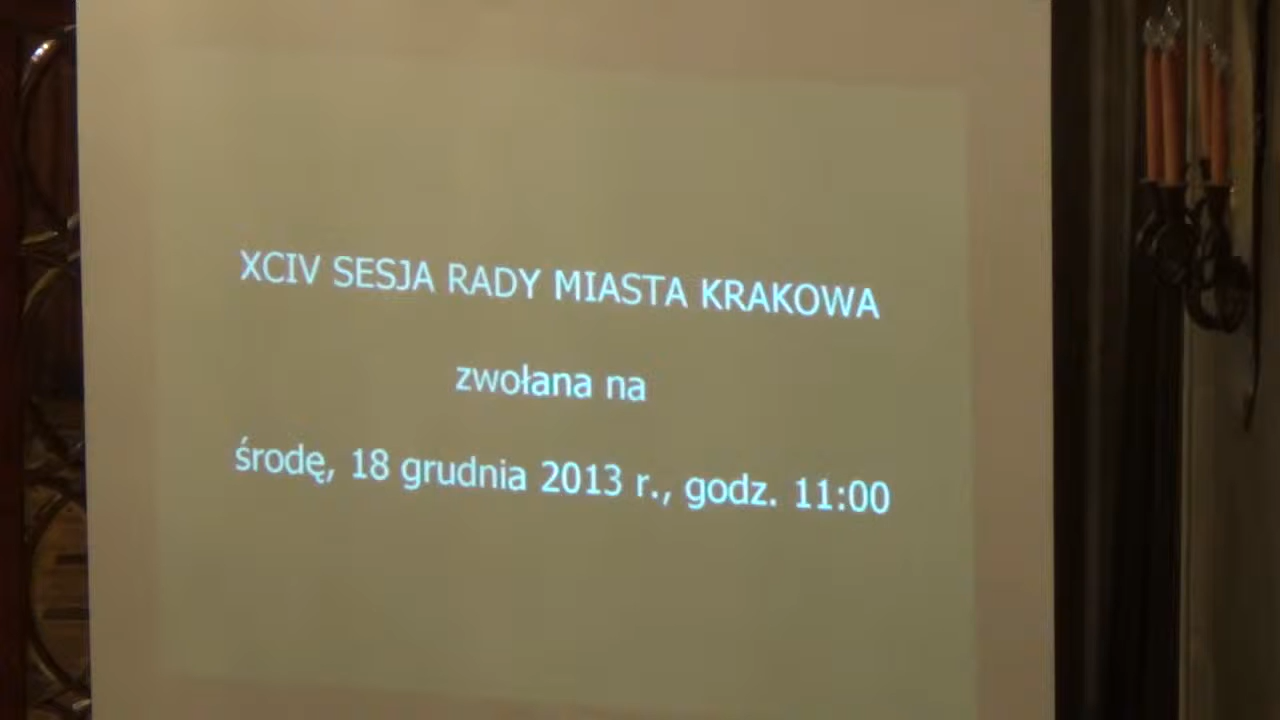 XCIV SESJA RADY MIASTA KRAKOWA
zwołana na
środę, 18 grudnia 2013 r., godz. 11:00